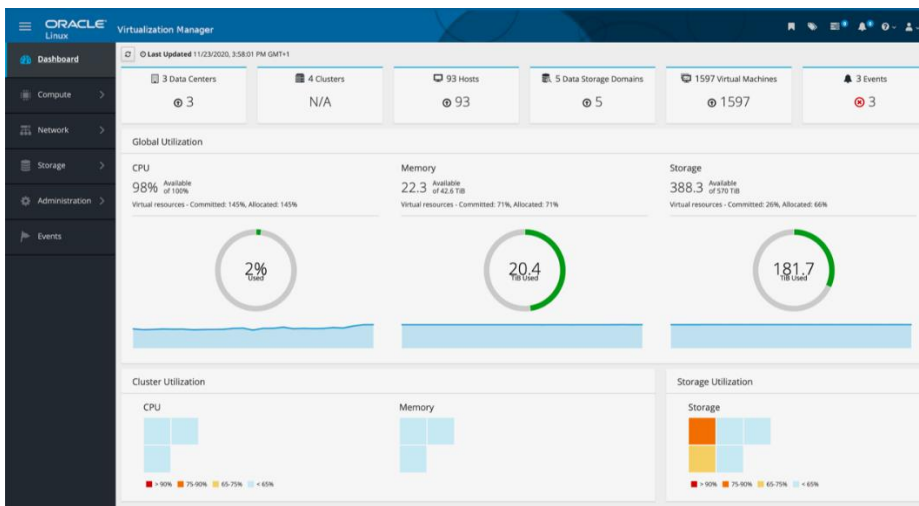 ORACLE
Linux
Virtualization Manager
Last Updated 11/23/2020, 3:58:01 PM GMT+1
Dashboard
Compute
Network
Storage
Administration
Events
3 Data Centers
3
4 Clusters
N/A
93 Hosts
93
5 Data Storage Domains
5
1597 Virtual Machines
1597
3 Events
3
Global Utilization
CPU
98% Available of 100%
Virtual resources - Committed: 145%, Allocated: 145%
2%
Used
Memory
22.3 Available of 42.6 TiB
Virtual resources - Committed: 71%, Allocated: 71%
20.4
TiB Used
Storage
388.3 Available of 570 TiB
Virtual resources - Committed: 26%, Allocated: 66%
181.7
TiB Used
Cluster Utilization
CPU
> 90% 75-90% 65-75% < 65%
Memory
Storage Utilization
Storage
> 90% 75-90% 65-75% < 65%